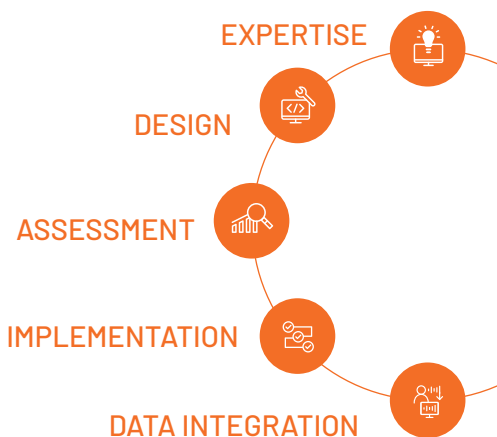 EXPERTISE
DESIGN
ASSESSMENT
IMPLEMENTATION
DATA INTEGRATION